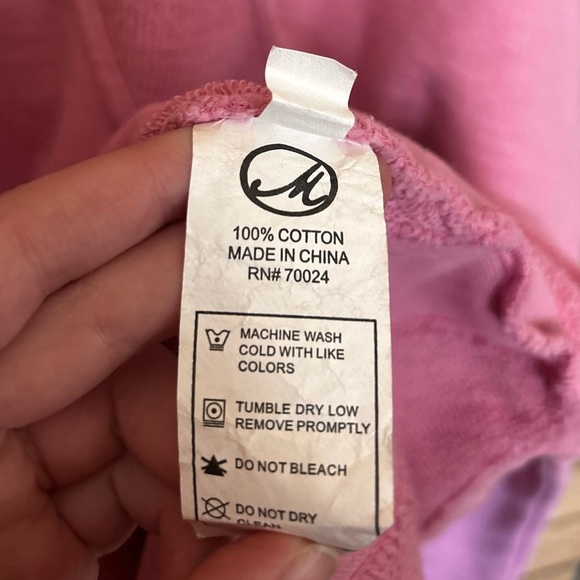 M
100% COTTON
MADE IN CHINA
RN# 70024
MACHINE WASH
COLD WITH LIKE
COLORS
TUMBLE DRY LOW
REMOVE PROMPTLY
DO NOT BLEACH
DO NOT DRY
CLEAN